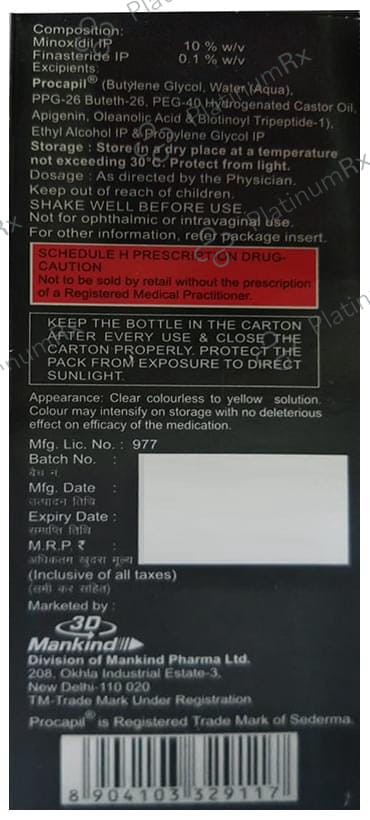 Composition:
Minoxidil IP 10 % w/v
Finasteride IP 0.1 % w/v
Excipients:
Procapil® (Butylene Glycol, Water (Aqua),
PPG-26 Buteth-26, PEG-40 Hydrogenated Castor Oil,
Apigenin, Oleanolic Acid & Biotinoyl Tripeptide-1),
Ethyl Alcohol IP & Propylene Glycol IP
Storage : Store in a dry place at a temperature
not exceeding 30°C. Protect from light.
Dosage : As directed by the Physician.
Keep out of reach of children.
SHAKE WELL BEFORE USE.
Not for ophthalmic or intravaginal use.
For other information, refer package insert.
SCHEDULE H PRESCRIPTION DRUG-
CAUTION
Not to be sold by retail without the prescription
of a Registered Medical Practitioner.
KEEP THE BOTTLE IN THE CARTON
AFTER EVERY USE & CLOSE THE
CARTON PROPERLY. PROTECT THE
PACK FROM EXPOSURE TO DIRECT
SUNLIGHT.
Appearance: Clear colourless to yellow solution.
Colour may intensify on storage with no deleterious
effect on efficacy of the medication.
Mfg. Lic. No. : 977
Batch No. :
बैच नं.
Mfg. Date :
उत्पादन तिथि
Expiry Date :
समाप्ति तिथि
M.R.P. ₹ :
अधिकतम खुदरा मूल्य
(Inclusive of all taxes)
(सभी कर सहित)
Marketed by :
3D
Mankind
Division of Mankind Pharma Ltd.
208, Okhla Industrial Estate-3,
New Delhi-110 020
TM-Trade Mark Under Registration
Procapil® is Registered Trade Mark of Sederma.
8 904103 329117
PlatinumRx
PlatinumRx